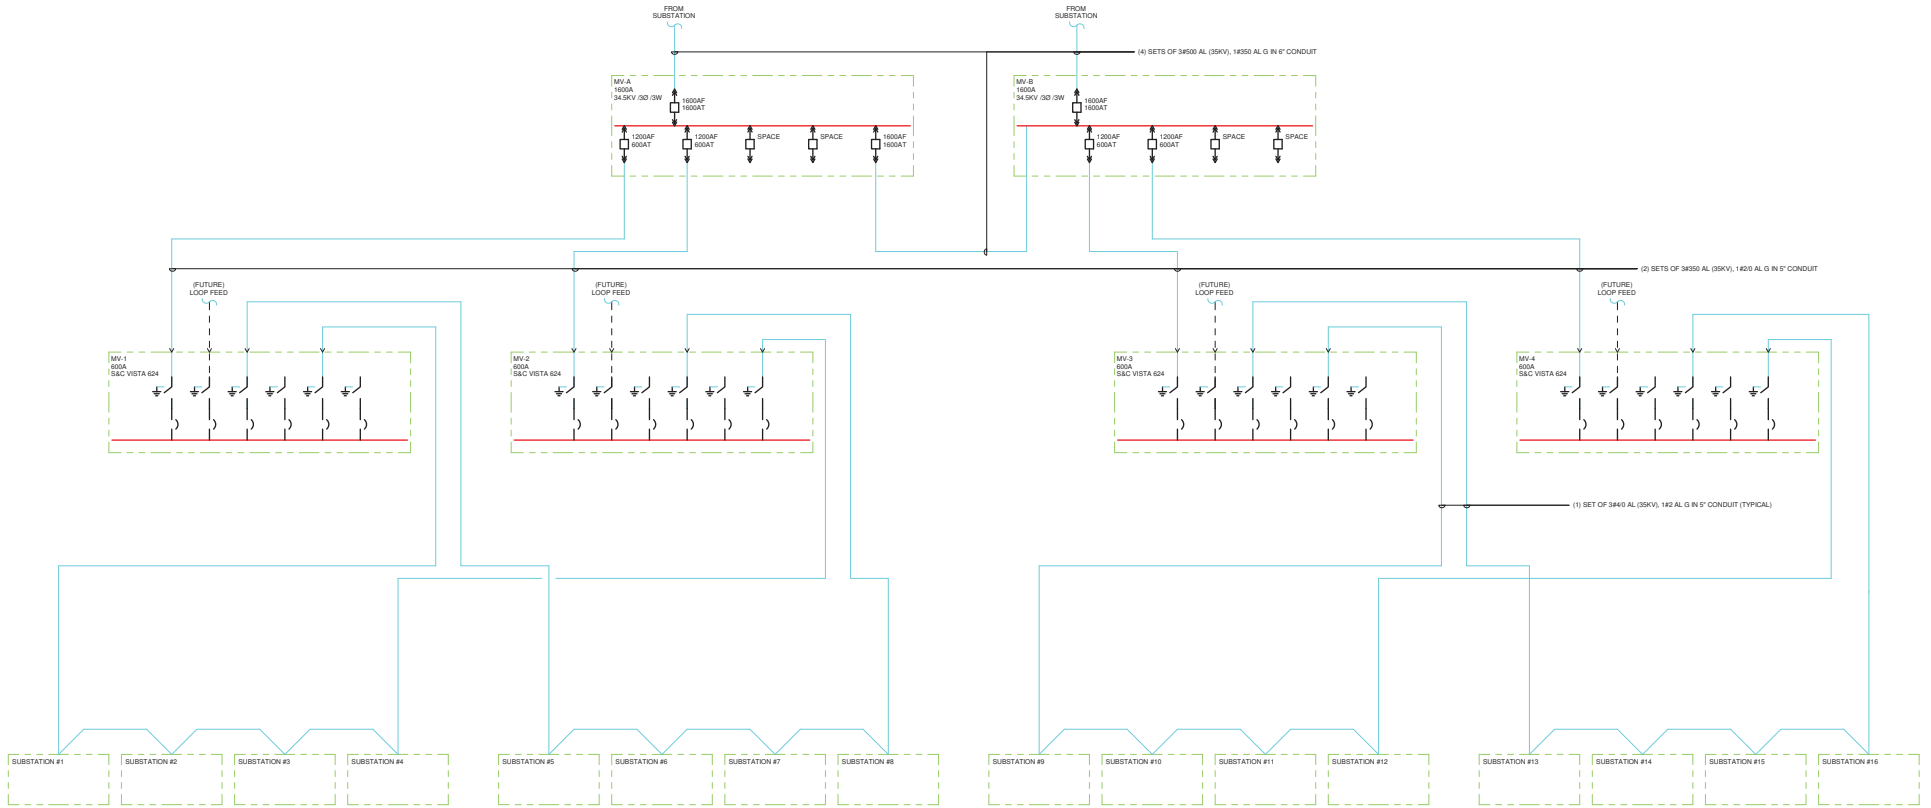 FROM
SUBSTATION
FROM
SUBSTATION
(4) SETS OF 3#500 AL (35KV), 1#350 AL G IN 6" CONDUIT
MV-A
1600A
34.5KV /3Ø /3W
1600AF
1600AT
1200AF
600AT
1200AF
600AT
SPACE
SPACE
1600AF
1600AT
MV-B
1600A
34.5KV /3Ø /3W
1600AF
1600AT
1200AF
600AT
1200AF
600AT
SPACE
SPACE
(2) SETS OF 3#350 AL (35KV), 1#2/0 AL G IN 5" CONDUIT
(FUTURE)
LOOP FEED
(FUTURE)
LOOP FEED
(FUTURE)
LOOP FEED
(FUTURE)
LOOP FEED
MV-1
600A
S&C VISTA 624
MV-2
600A
S&C VISTA 624
MV-3
600A
S&C VISTA 624
MV-4
600A
S&C VISTA 624
(1) SET OF 3#4/0 AL (35KV), 1#2 AL G IN 5" CONDUIT (TYPICAL)
SUBSTATION #1
SUBSTATION #2
SUBSTATION #3
SUBSTATION #4
SUBSTATION #5
SUBSTATION #6
SUBSTATION #7
SUBSTATION #8
SUBSTATION #9
SUBSTATION #10
SUBSTATION #11
SUBSTATION #12
SUBSTATION #13
SUBSTATION #14
SUBSTATION #15
SUBSTATION #16